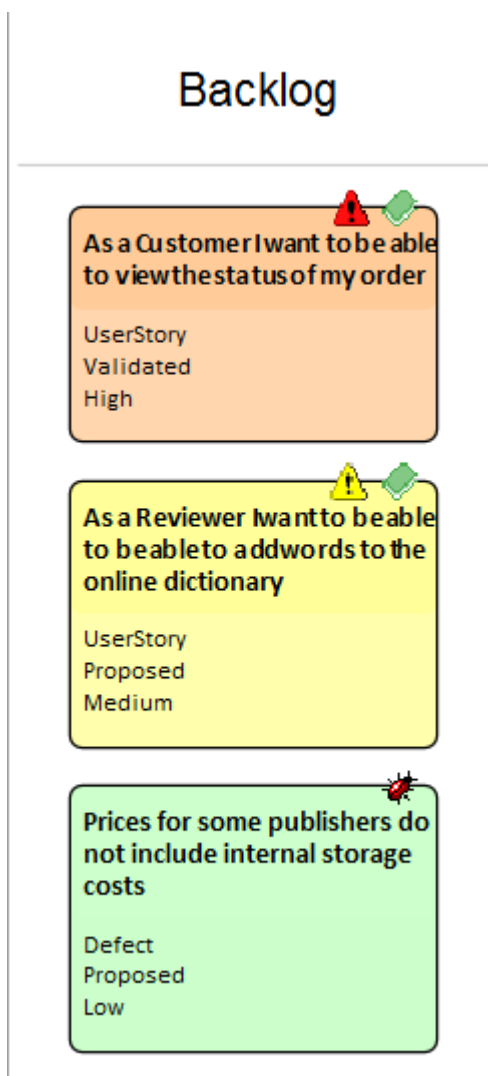 Backlog
As a Customer I want to be able
to view the status of my order
UserStory
Validated
High
As a Reviewer I want to be able
to be able to add words to the
online dictionary
UserStory
Proposed
Medium
Prices for some publishers do
not include internal storage
costs
Defect
Proposed
Low